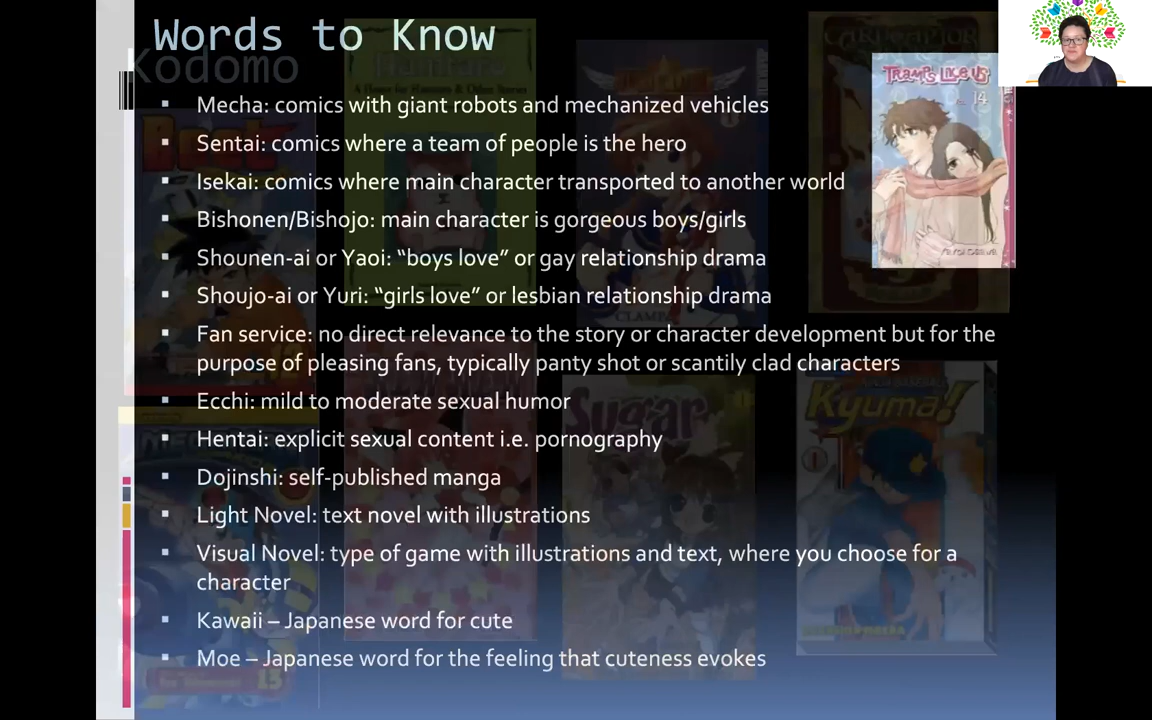 Words to Know
Kodomo
Mecha: comics with giant robots and mechanized vehicles
Sentai: comics where a team of people is the hero
Isekai: comics where main character transported to another world
Bishonen/Bishojo: main character is gorgeous boys/girls
Shounen-ai or Yaoi: “boys love” or gay relationship drama
Shoujo-ai or Yuri: “girls love” or lesbian relationship drama
Fan service: no direct relevance to the story or character development but for the
purpose of pleasing fans, typically panty shot or scantily clad characters
Ecchi: mild to moderate sexual humor
Hentai: explicit sexual content i.e. pornography
Dojinshi: self-published manga
Light Novel: text novel with illustrations
Visual Novel: type of game with illustrations and text, where you choose for a
character
Kawaii – Japanese word for cute
Moe – Japanese word for the feeling that cuteness evokes
TRAMPS LIKE US
14
CLAMP
Sugar
Kyuma!
1
15